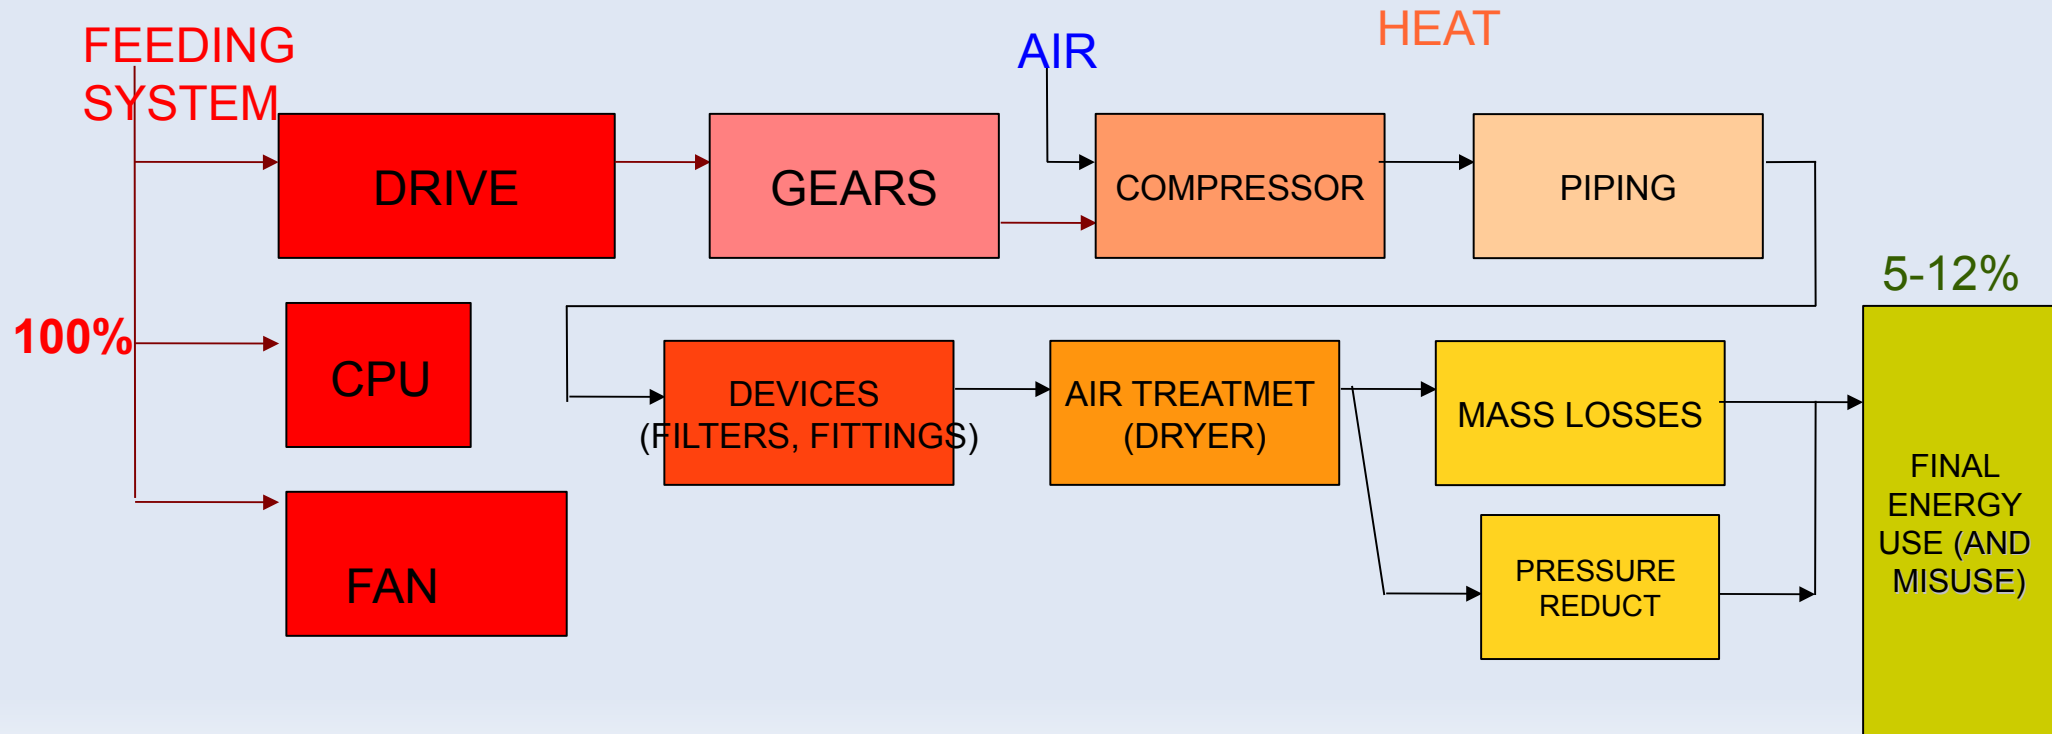 FEEDING
SYSTEM
AIR
HEAT
DRIVE
GEARS
COMPRESSOR
PIPING
5-12%
100%
CPU
DEVICES
(FILTERS, FITTINGS)
AIR TREATMET
(DRYER)
MASS LOSSES
FINAL
ENERGY
USE (AND
MISUSE)
FAN
PRESSURE
REDUCT